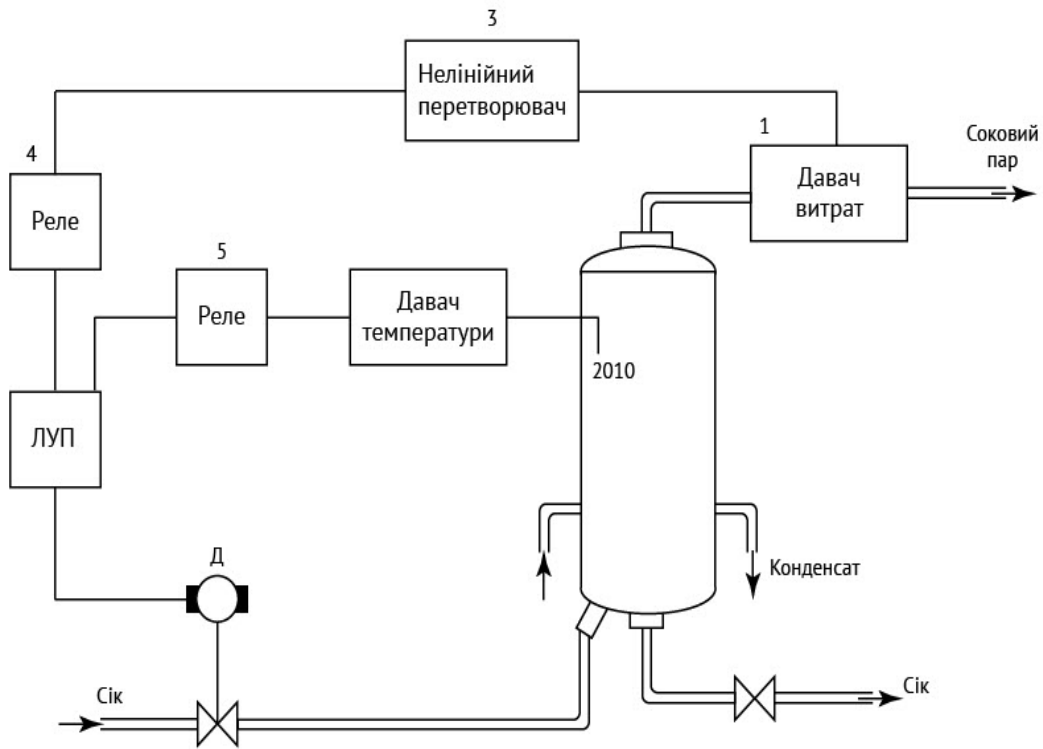 3
Нелінійний
перетворювач
1
Соковий
пар
4
Давач
витрат
Реле
5
Реле
Давач
температури
2010
ЛУП
Д
Конденсат
Сік
Сік